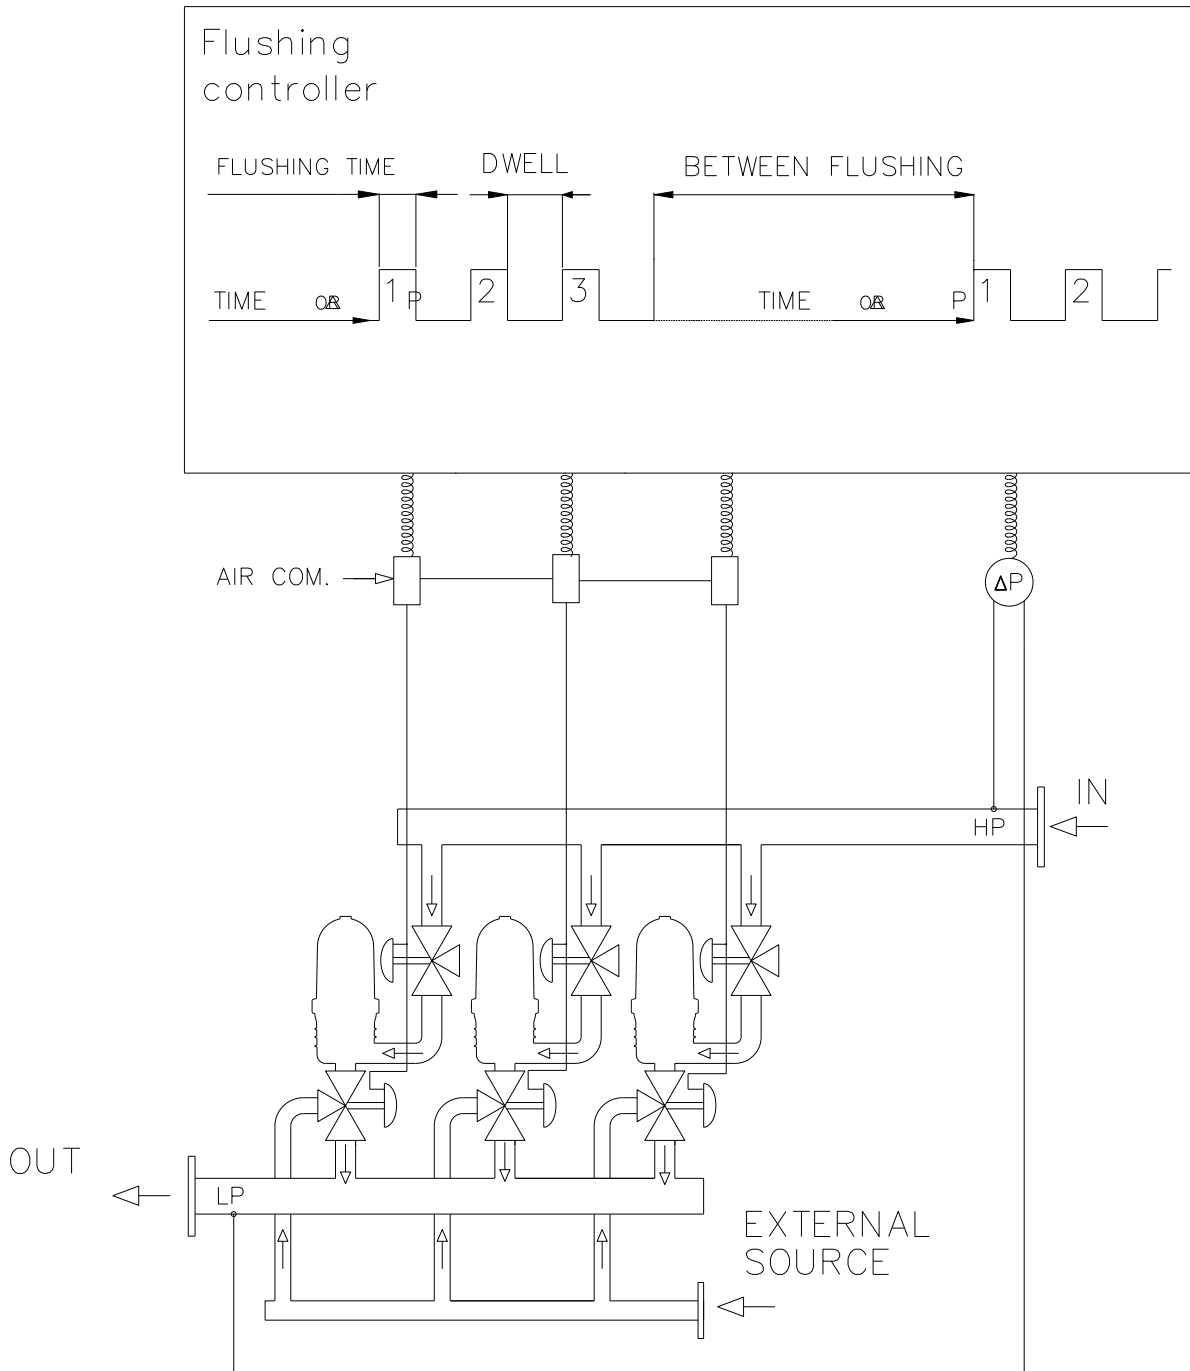 Flushing
controller
FLUSHING TIME
DWELL
BETWEEN FLUSHING
1
2
3
1
2
TIME
P
TIME
P
AIR COM.
ΔP
IN
HP
OUT
LP
EXTERNAL
SOURCE